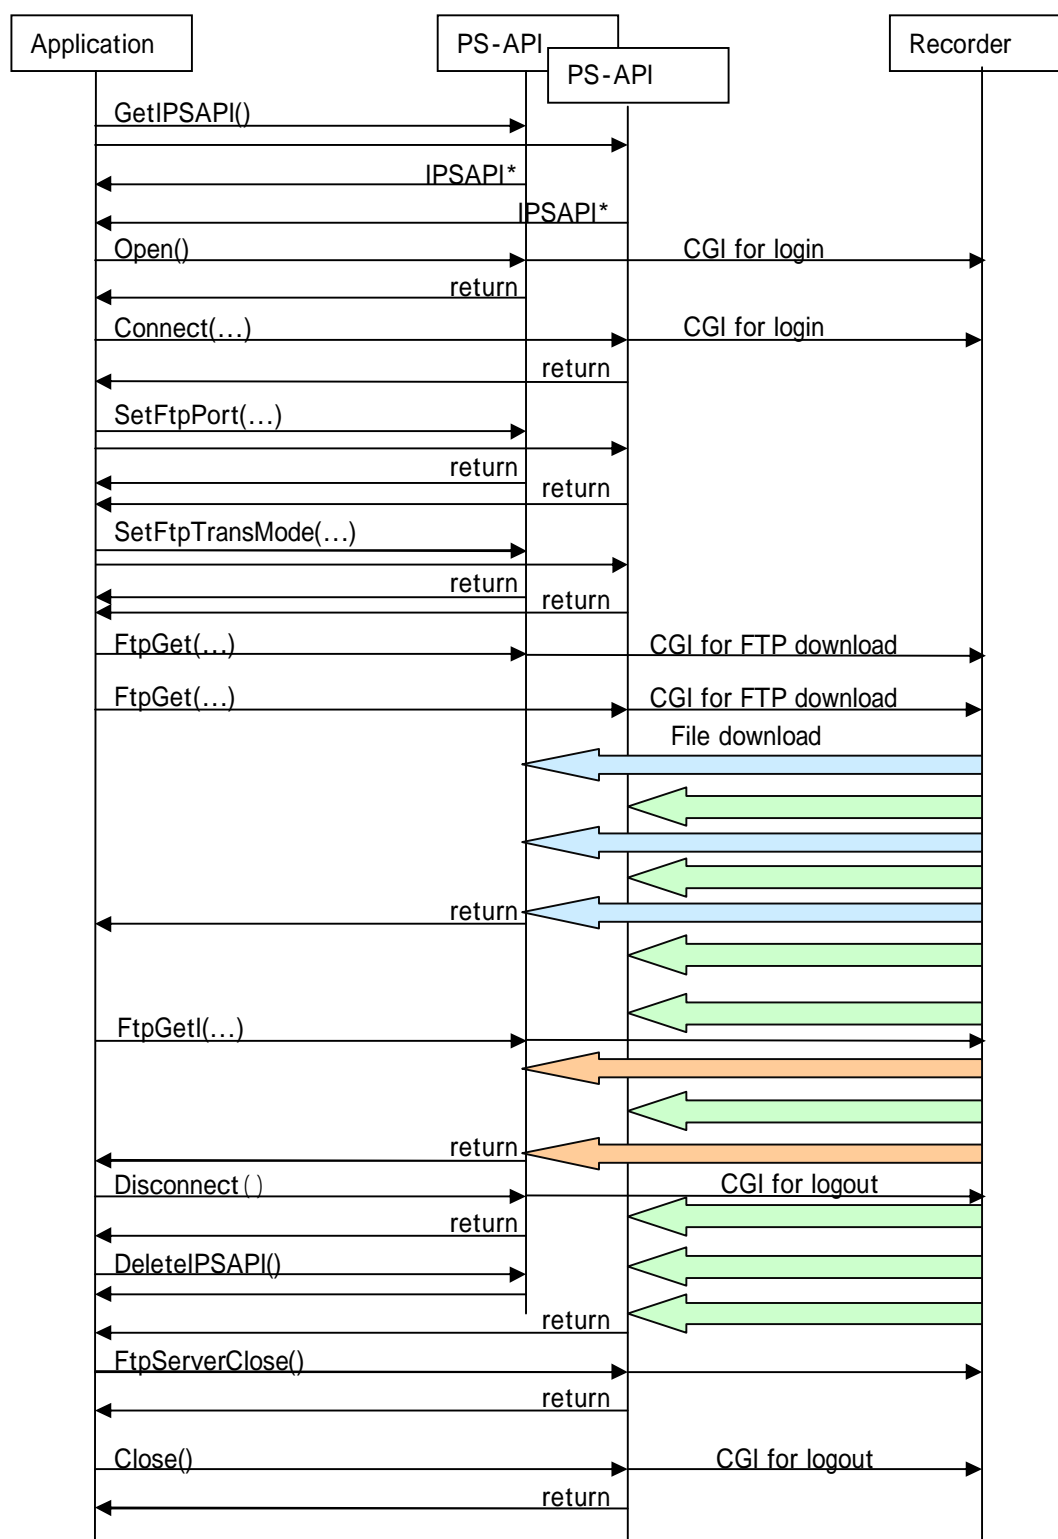 Application
PS-API
Recorder
PS-API
GetIPSAPI()
IPSAPI*
IPSAPI*
Open()
CGI for login
return
Connect(...)
CGI for login
return
SetFtpPort(...)
return
return
SetFtpTransMode(...)
return
return
FtpGet(...)
CGI for FTP download
FtpGet(...)
CGI for FTP download
File download
return
FtpGetI(...)
return
Disconnect()
CGI for logout
return
DeleteIPSAPI()
return
FtpServerClose()
return
Close()
CGI for logout
return